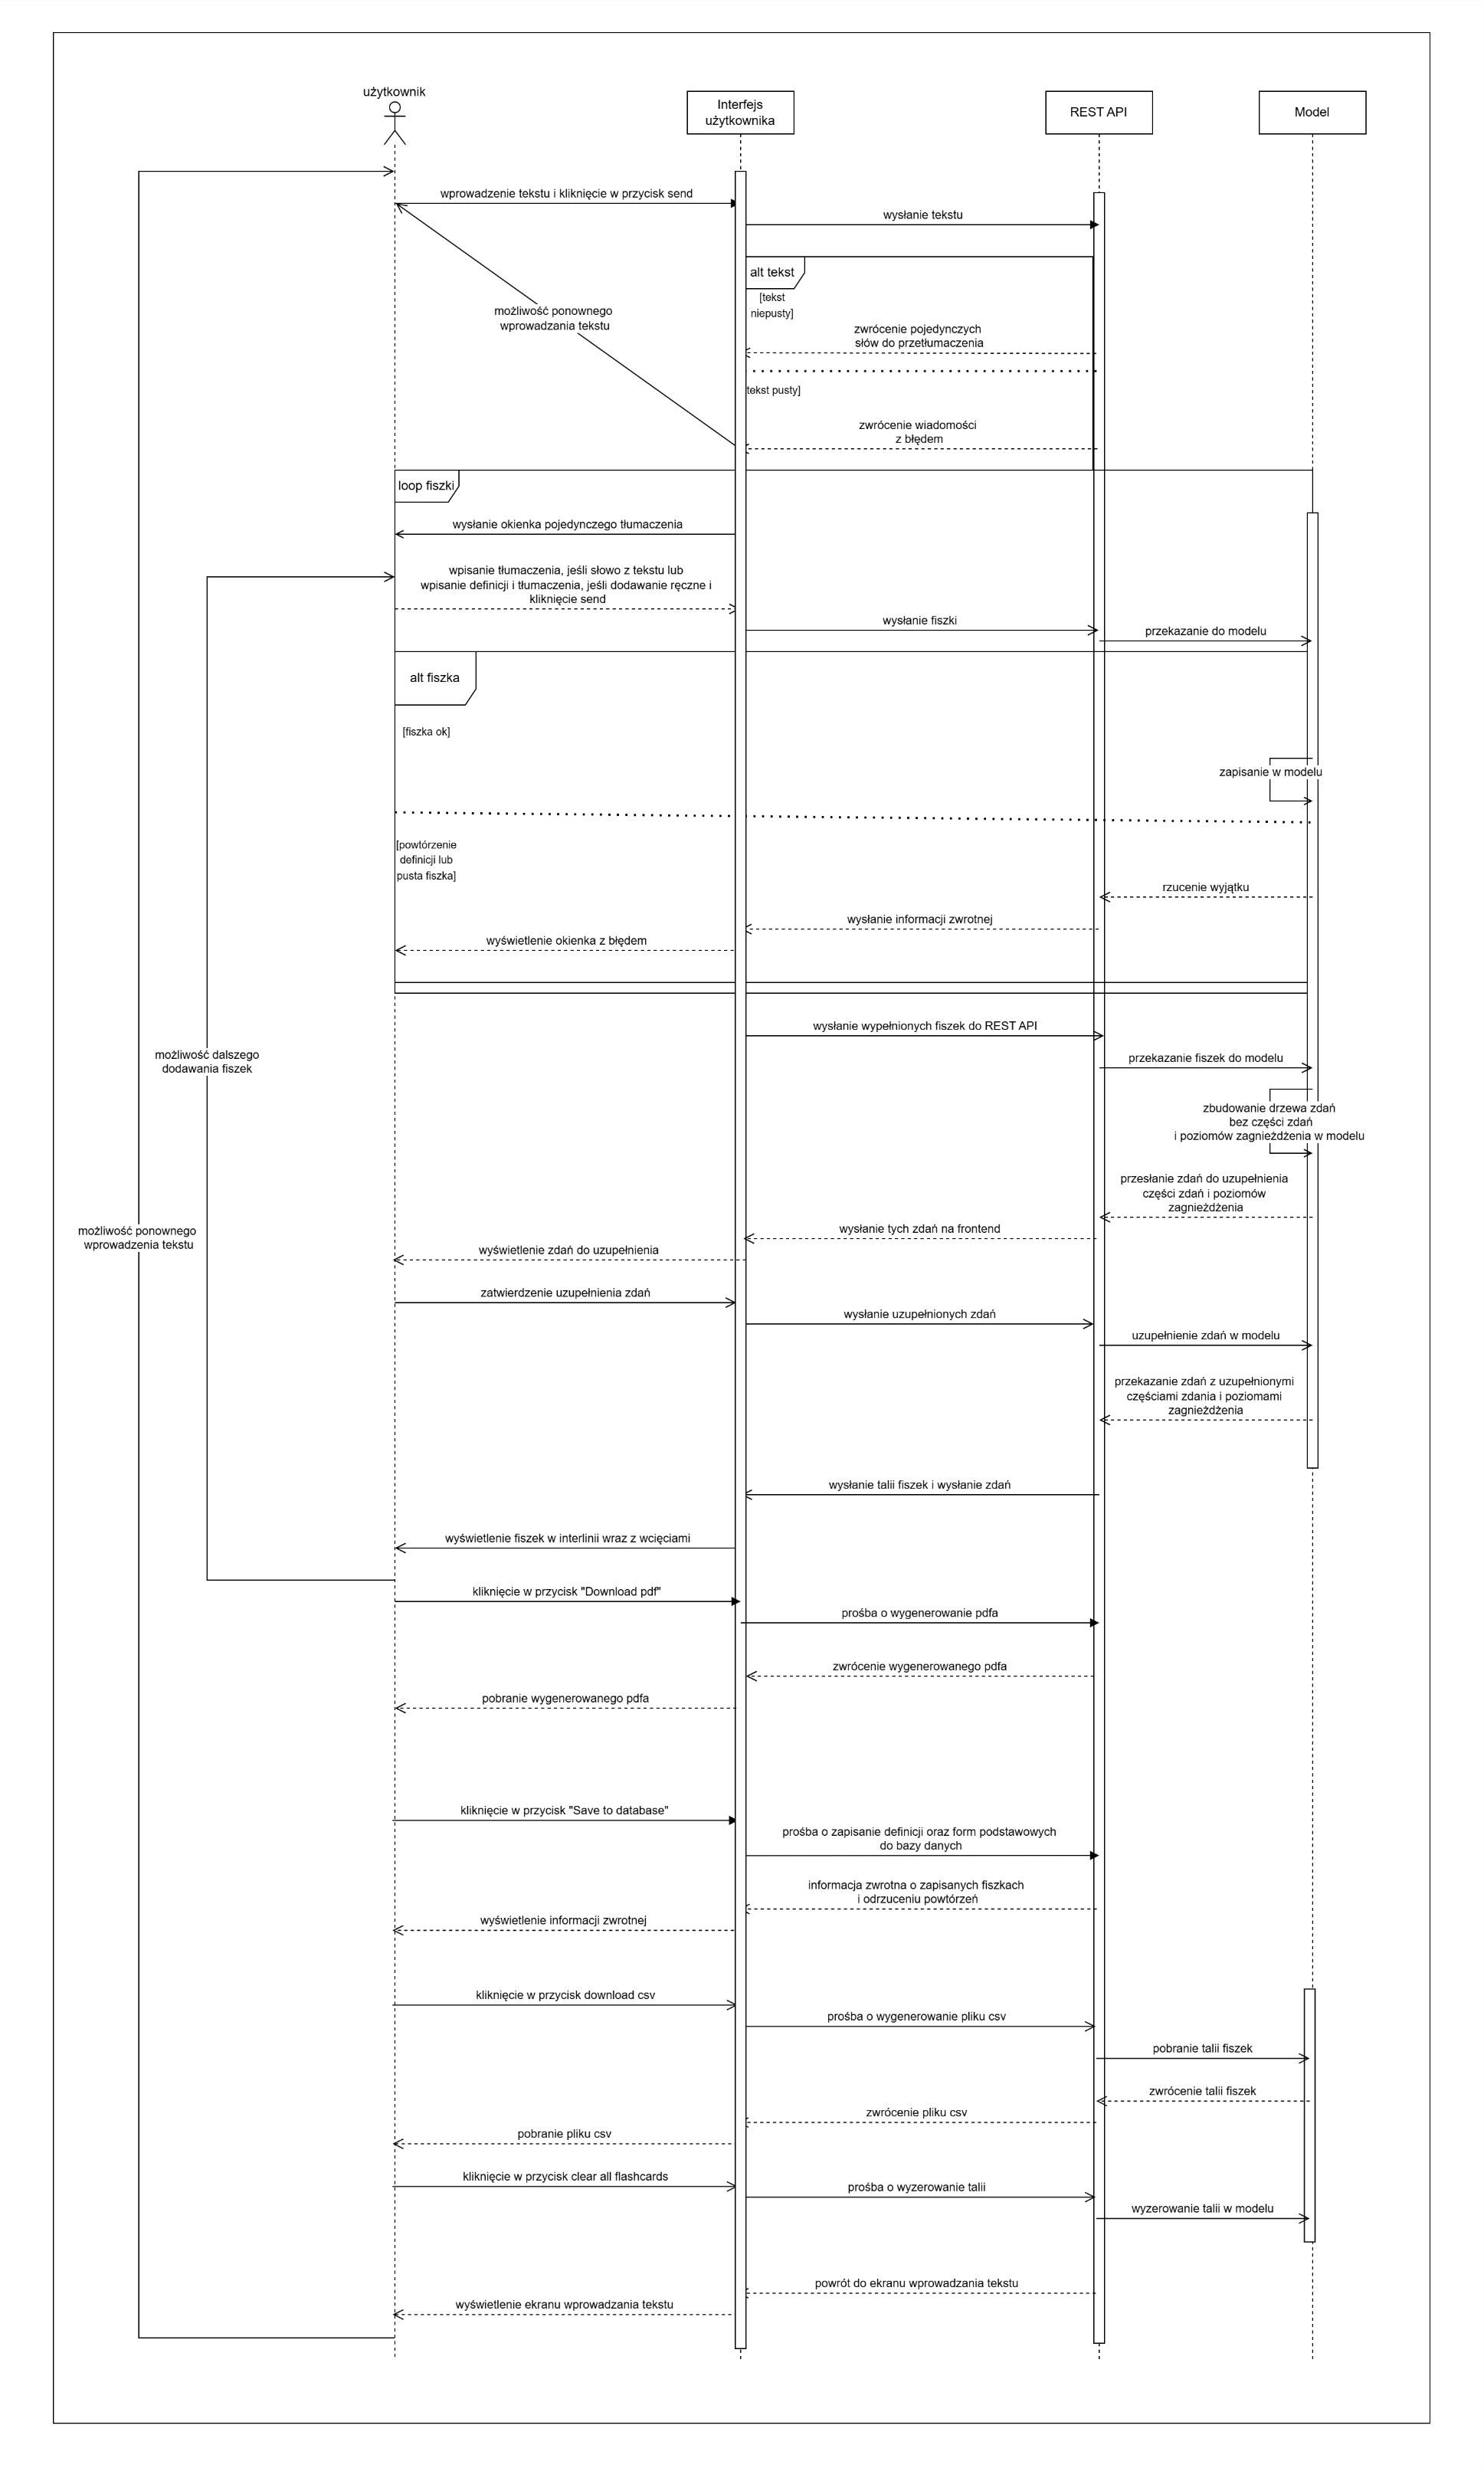 użytkownik
Interfejs
użytkownika
REST API
Model
wprowadzenie tekstu i kliknięcie w przycisk send
wysłanie tekstu
alt tekst
[tekst
niepusty]
możliwość ponownego
wprowadzania tekstu
zwrócenie pojedynczych
słów do przetłumaczenia
tekst pusty]
zwrócenie wiadomości
z błędem
loop fiszki
wysłanie okienka pojedynczego tłumaczenia
wpisanie tłumaczenia, jeśli słowo z tekstu lub
wpisanie definicji i tłumaczenia, jeśli dodawanie ręczne i
kliknięcie send
wysłanie fiszki
przekazanie do modelu
alt fiszka
[fiszka ok]
zapisanie w modelu
[powtórzenie
definicji lub
pusta fiszka]
rzucenie wyjątku
wysłanie informacji zwrotnej
wyświetlenie okienka z błędem
wysłanie wypełnionych fiszek do REST API
możliwość dalszego
dodawania fiszek
przekazanie fiszek do modelu
zbudowanie drzewa zdań
bez części zdań
i poziomów zagnieżdżenia w modelu
przesłanie zdań do uzupełnienia
części zdań i poziomów
zagnieżdżenia
możliwość ponownego
wprowadzenia tekstu
wysłanie tych zdań na frontend
wyświetlenie zdań do uzupełnienia
zatwierdzenie uzupełnienia zdań
wysłanie uzupełnionych zdań
uzupełnienie zdań w modelu
przekazanie zdań z uzupełnionymi
częściami zdania i poziomami
zagnieżdżenia
wysłanie talii fiszek i wysłanie zdań
wyświetlenie fiszek w interlinii wraz z wcięciami
kliknięcie w przycisk "Download pdf"
prośba o wygenerowanie pdfa
zwrócenie wygenerowanego pdfa
pobranie wygenerowanego pdfa
kliknięcie w przycisk "Save to database"
prośba o zapisanie definicji oraz form podstawowych
do bazy danych
informacja zwrotna o zapisanych fiszkach
i odrzuceniu powtórzeń
wyświetlenie informacji zwrotnej
kliknięcie w przycisk download csv
prośba o wygenerowanie pliku csv
pobranie talii fiszek
zwrócenie talii fiszek
zwrócenie pliku csv
pobranie pliku csv
kliknięcie w przycisk clear all flashcards
prośba o wyzerowanie talii
wyzerowanie talii w modelu
powrót do ekranu wprowadzania tekstu
wyświetlenie ekranu wprowadzania tekstu